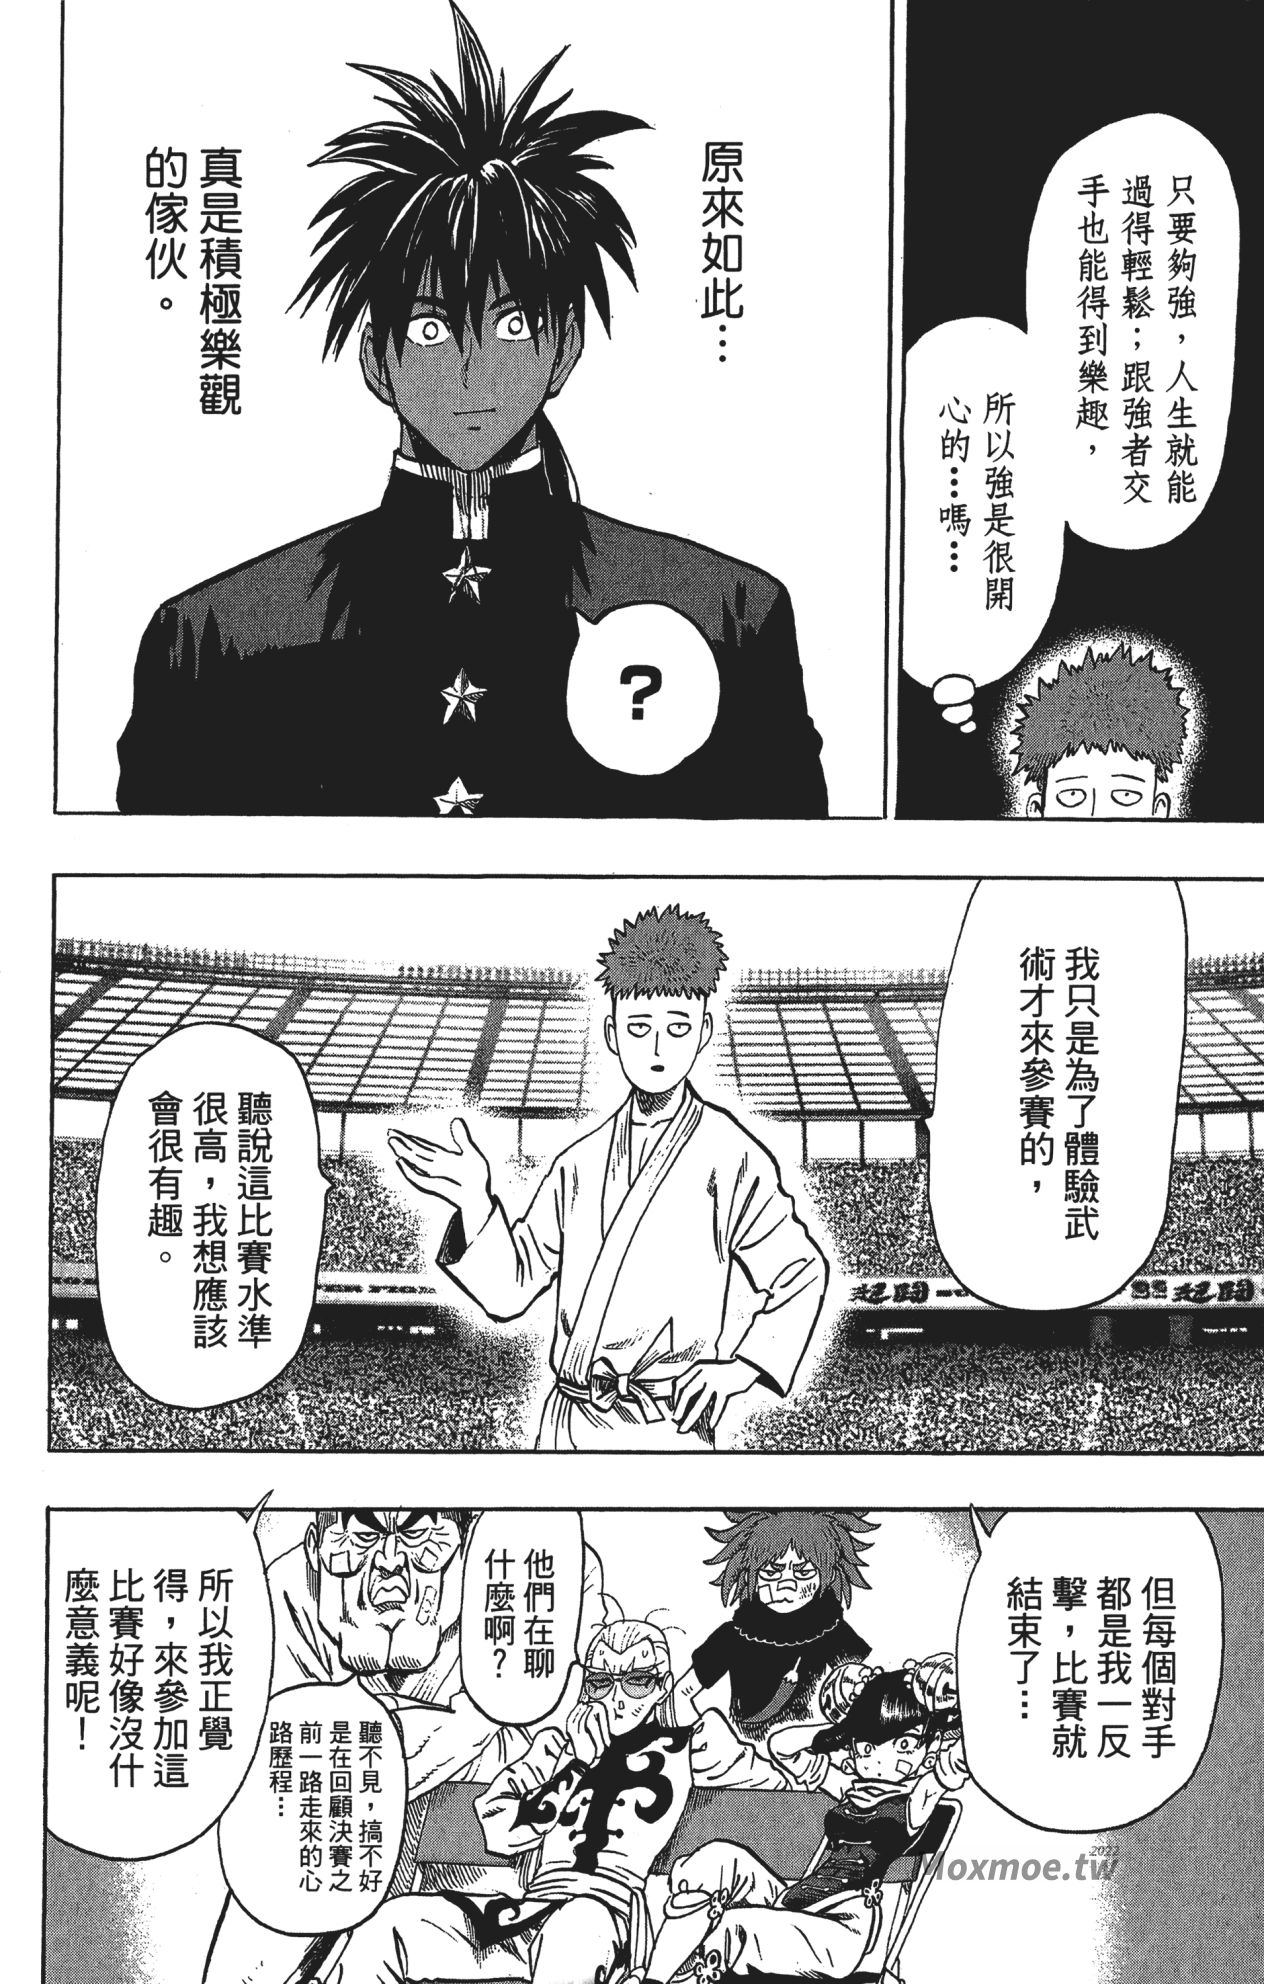 只要夠強，人生就能
過得輕鬆；跟強者交
手也能得到樂趣，
所以強是很開
心的…嗎…
原來如此…
真是積極樂觀
的傢伙。
?
我只是為了體驗武
術才來參賽的，
聽說這比賽水準
很高，我想應該
會很有趣。
但每個對手
都是我一反
擊，比賽就
結束了…
他們在聊
什麼啊?
聽不見，搞不好
是在回顧決賽之
前一路走來的心
路歷程…
所以我正覺
得，來參加這
比賽好像沒什
麼意義呢！
2022
Moxmoe.tw